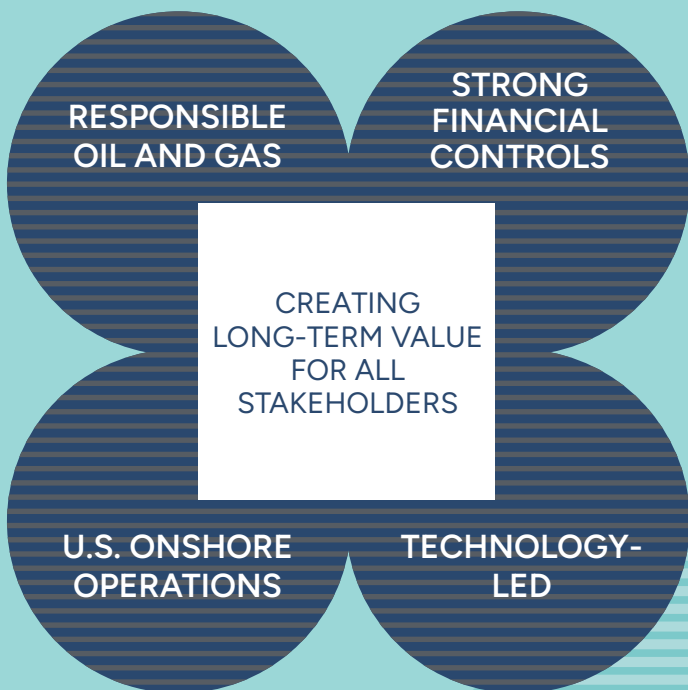 RESPONSIBLE
OIL AND GAS
STRONG
FINANCIAL
CONTROLS
CREATING
LONG-TERM VALUE
FOR ALL
STAKEHOLDERS
U.S. ONSHORE
OPERATIONS
TECHNOLOGY-
LED